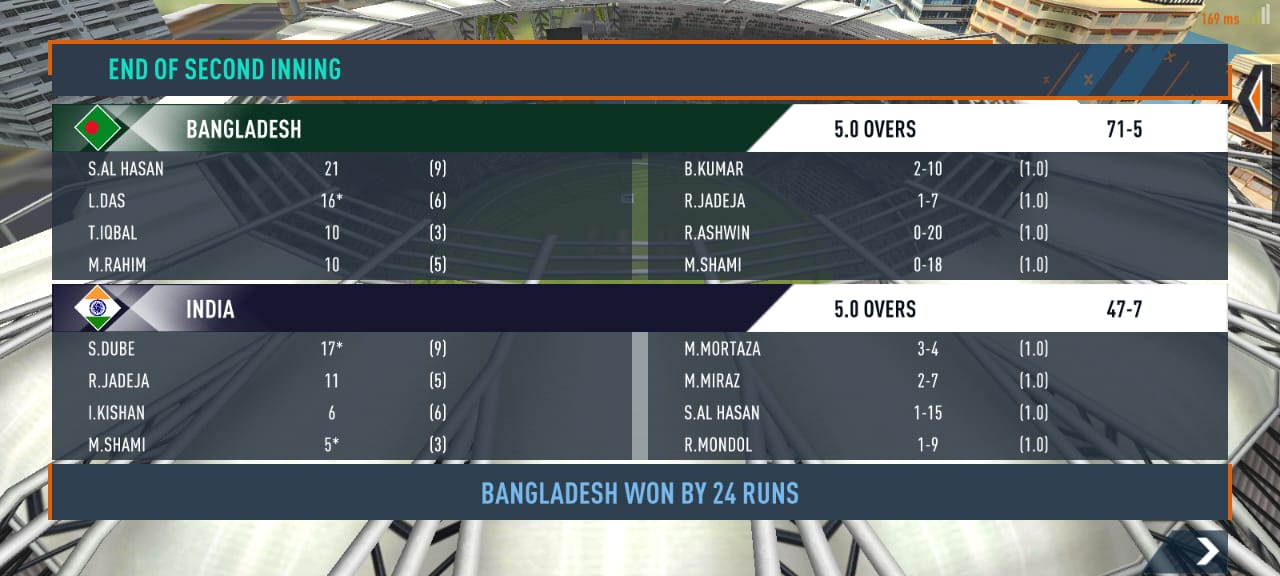 169 ms
END OF SECOND INNING
BANGLADESH 5.0 OVERS 71-5
S.AL HASAN 21 (9) B.KUMAR 2-10 (1.0)
L.DAS 16* (6) R.JADEJA 1-7 (1.0)
T.IQBAL 10 (3) R.ASHWIN 0-20 (1.0)
M.RAHIM 10 (5) M.SHAMI 0-18 (1.0)
INDIA 5.0 OVERS 47-7
S.DUBE 17* (9) M.MORTAZA 3-4 (1.0)
R.JADEJA 11 (5) M.MIRAZ 2-7 (1.0)
I.KISHAN 6 (6) S.AL HASAN 1-15 (1.0)
M.SHAMI 5* (3) R.MONDOL 1-9 (1.0)
BANGLADESH WON BY 24 RUNS